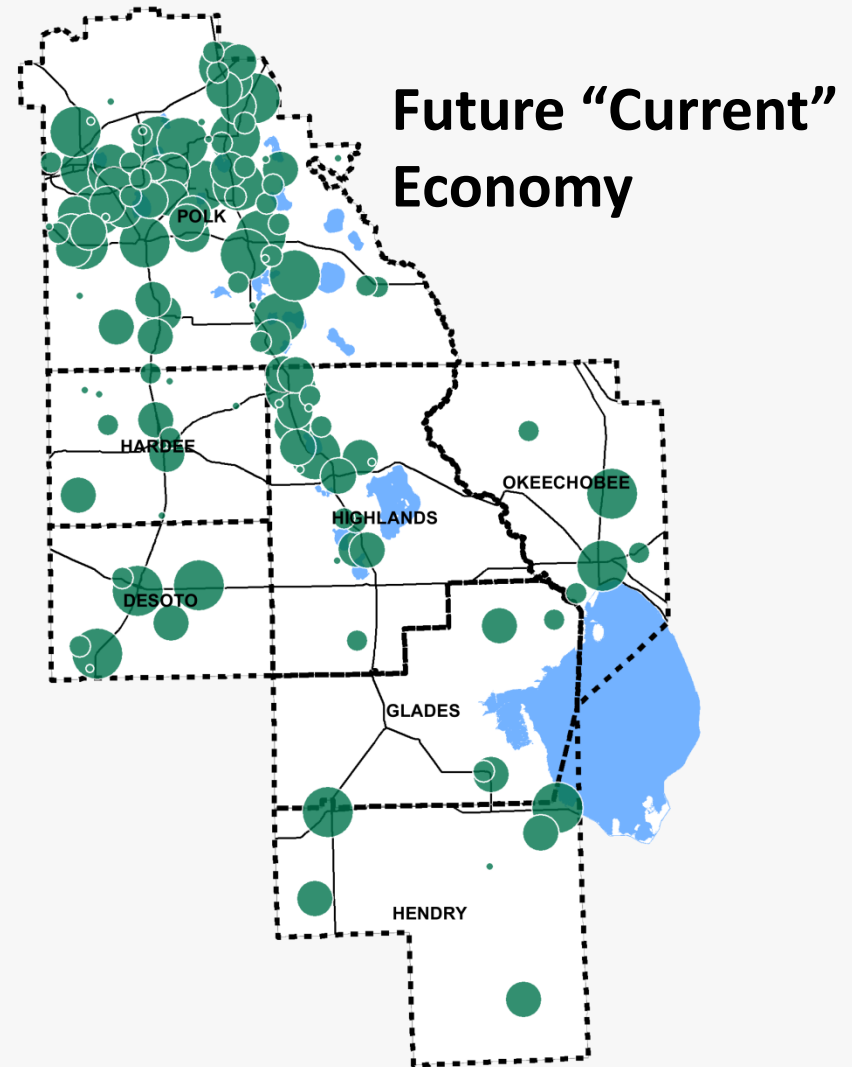 Future “Current”
Economy
POLK
HARDEE
OKEECHOBEE
HIGHLANDS
DESOTO
GLADES
HENDRY